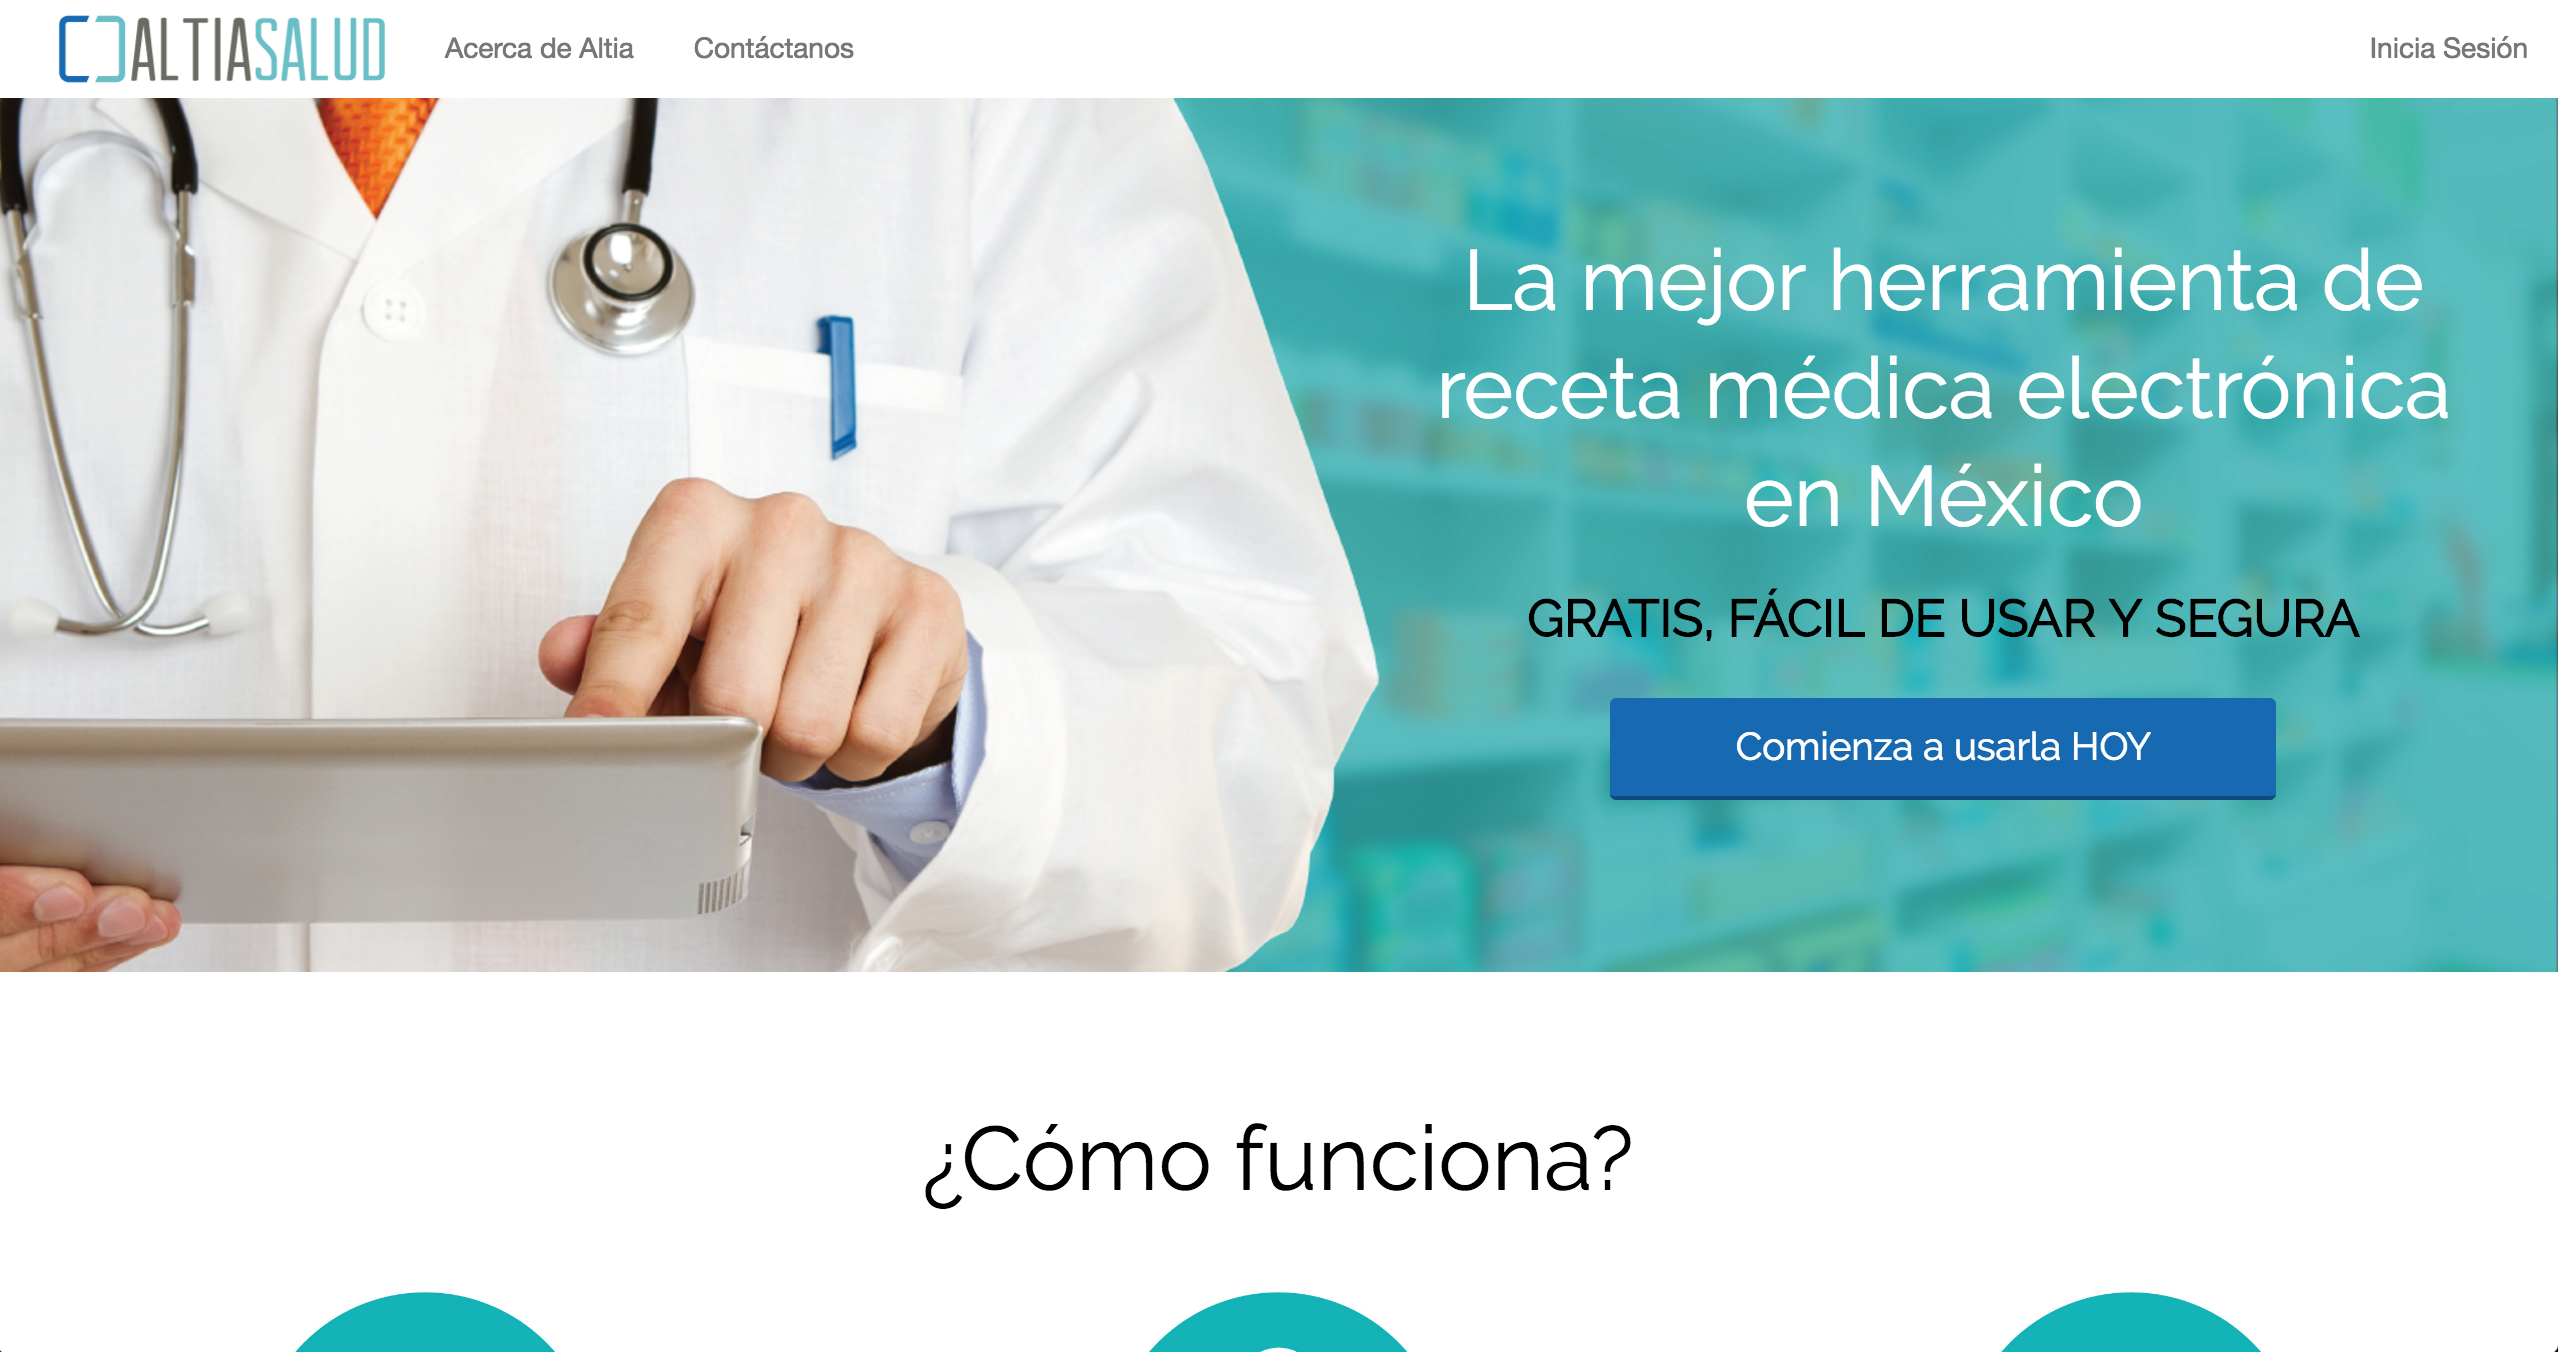 ALTIASALUD
Acerca de Altia
Contáctanos
Inicia Sesión
La mejor herramienta de
receta médica electrónica
en México
GRATIS, FÁCIL DE USAR Y SEGURA
Comienza a usarla HOY
¿Cómo funciona?